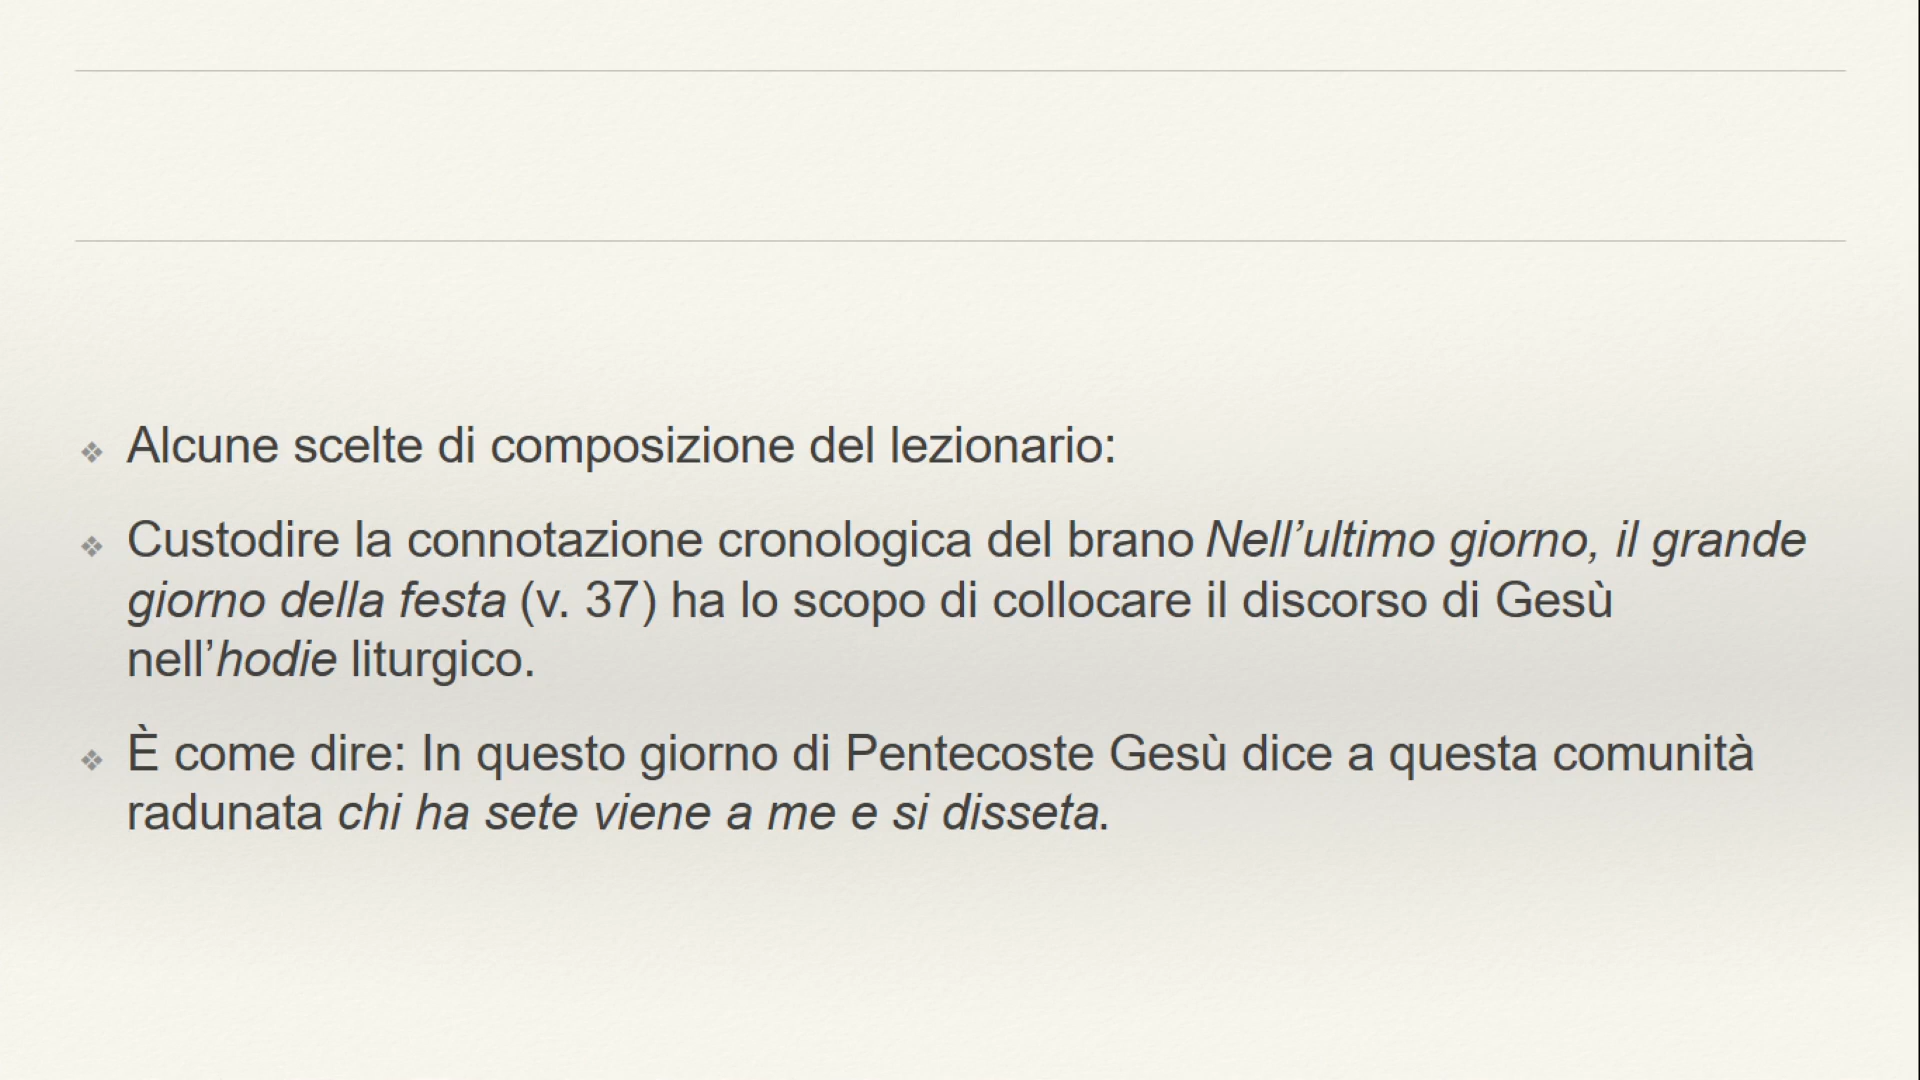 Alcune scelte di composizione del lezionario:
Custodire la connotazione cronologica del brano Nell’ultimo giorno, il grande
giorno della festa (v. 37) ha lo scopo di collocare il discorso di Gesù
nell’hodie liturgico.
È come dire: In questo giorno di Pentecoste Gesù dice a questa comunità
radunata chi ha sete viene a me e si disseta.